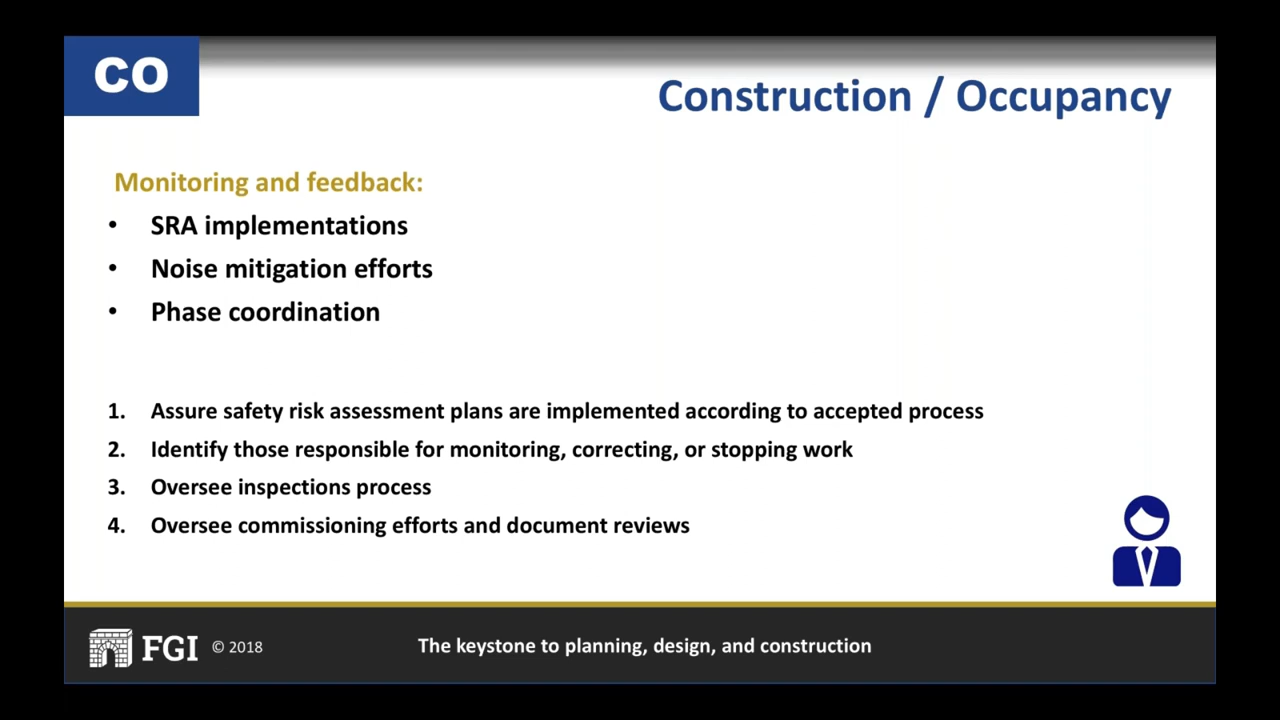 CO
Construction / Occupancy
Monitoring and feedback:
• SRA implementations
• Noise mitigation efforts
• Phase coordination
1. Assure safety risk assessment plans are implemented according to accepted process
2. Identify those responsible for monitoring, correcting, or stopping work
3. Oversee inspections process
4. Oversee commissioning efforts and document reviews
FGI © 2018 The keystone to planning, design, and construction